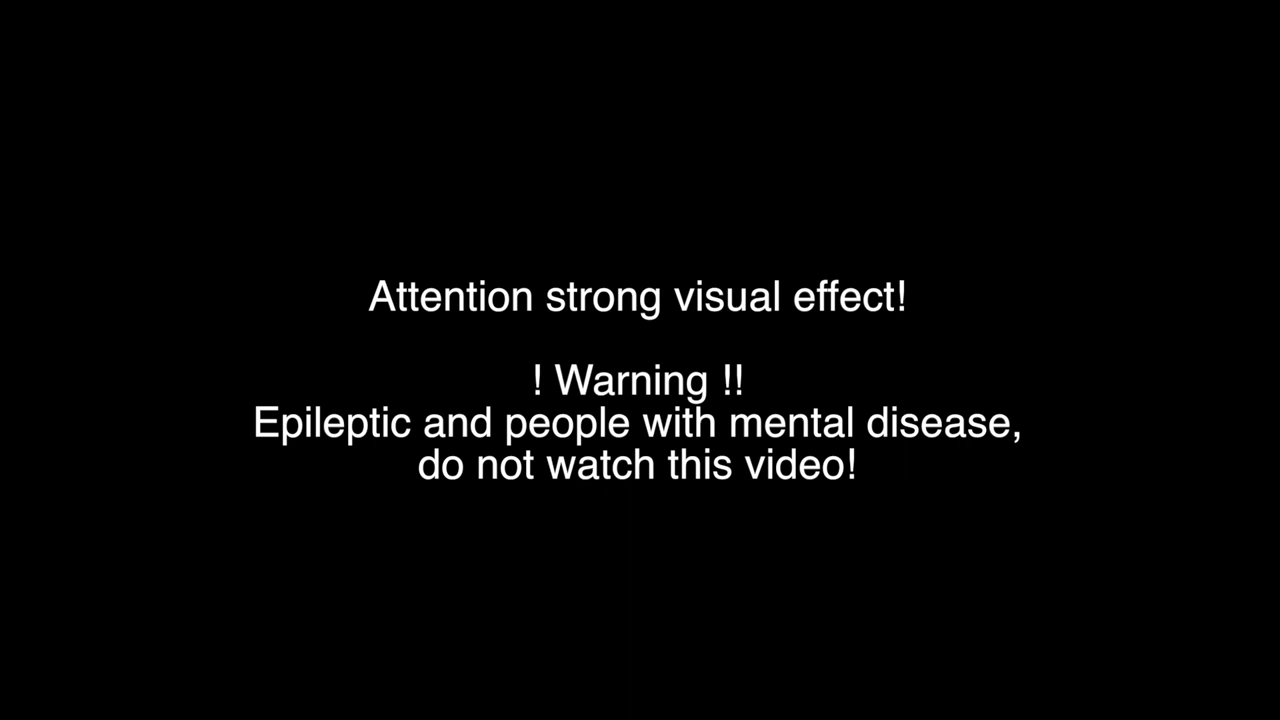 Attention strong visual effect!
! Warning !!
Epileptic and people with mental disease,
do not watch this video!